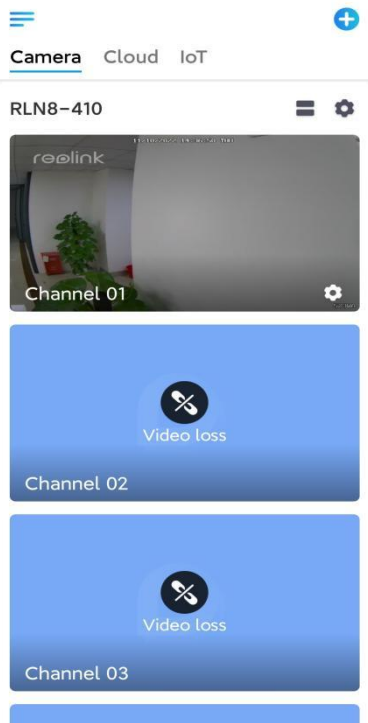 Camera Cloud IoT
RLN8-410
reolink
Channel 01
Video loss
Channel 02
Video loss
Channel 03